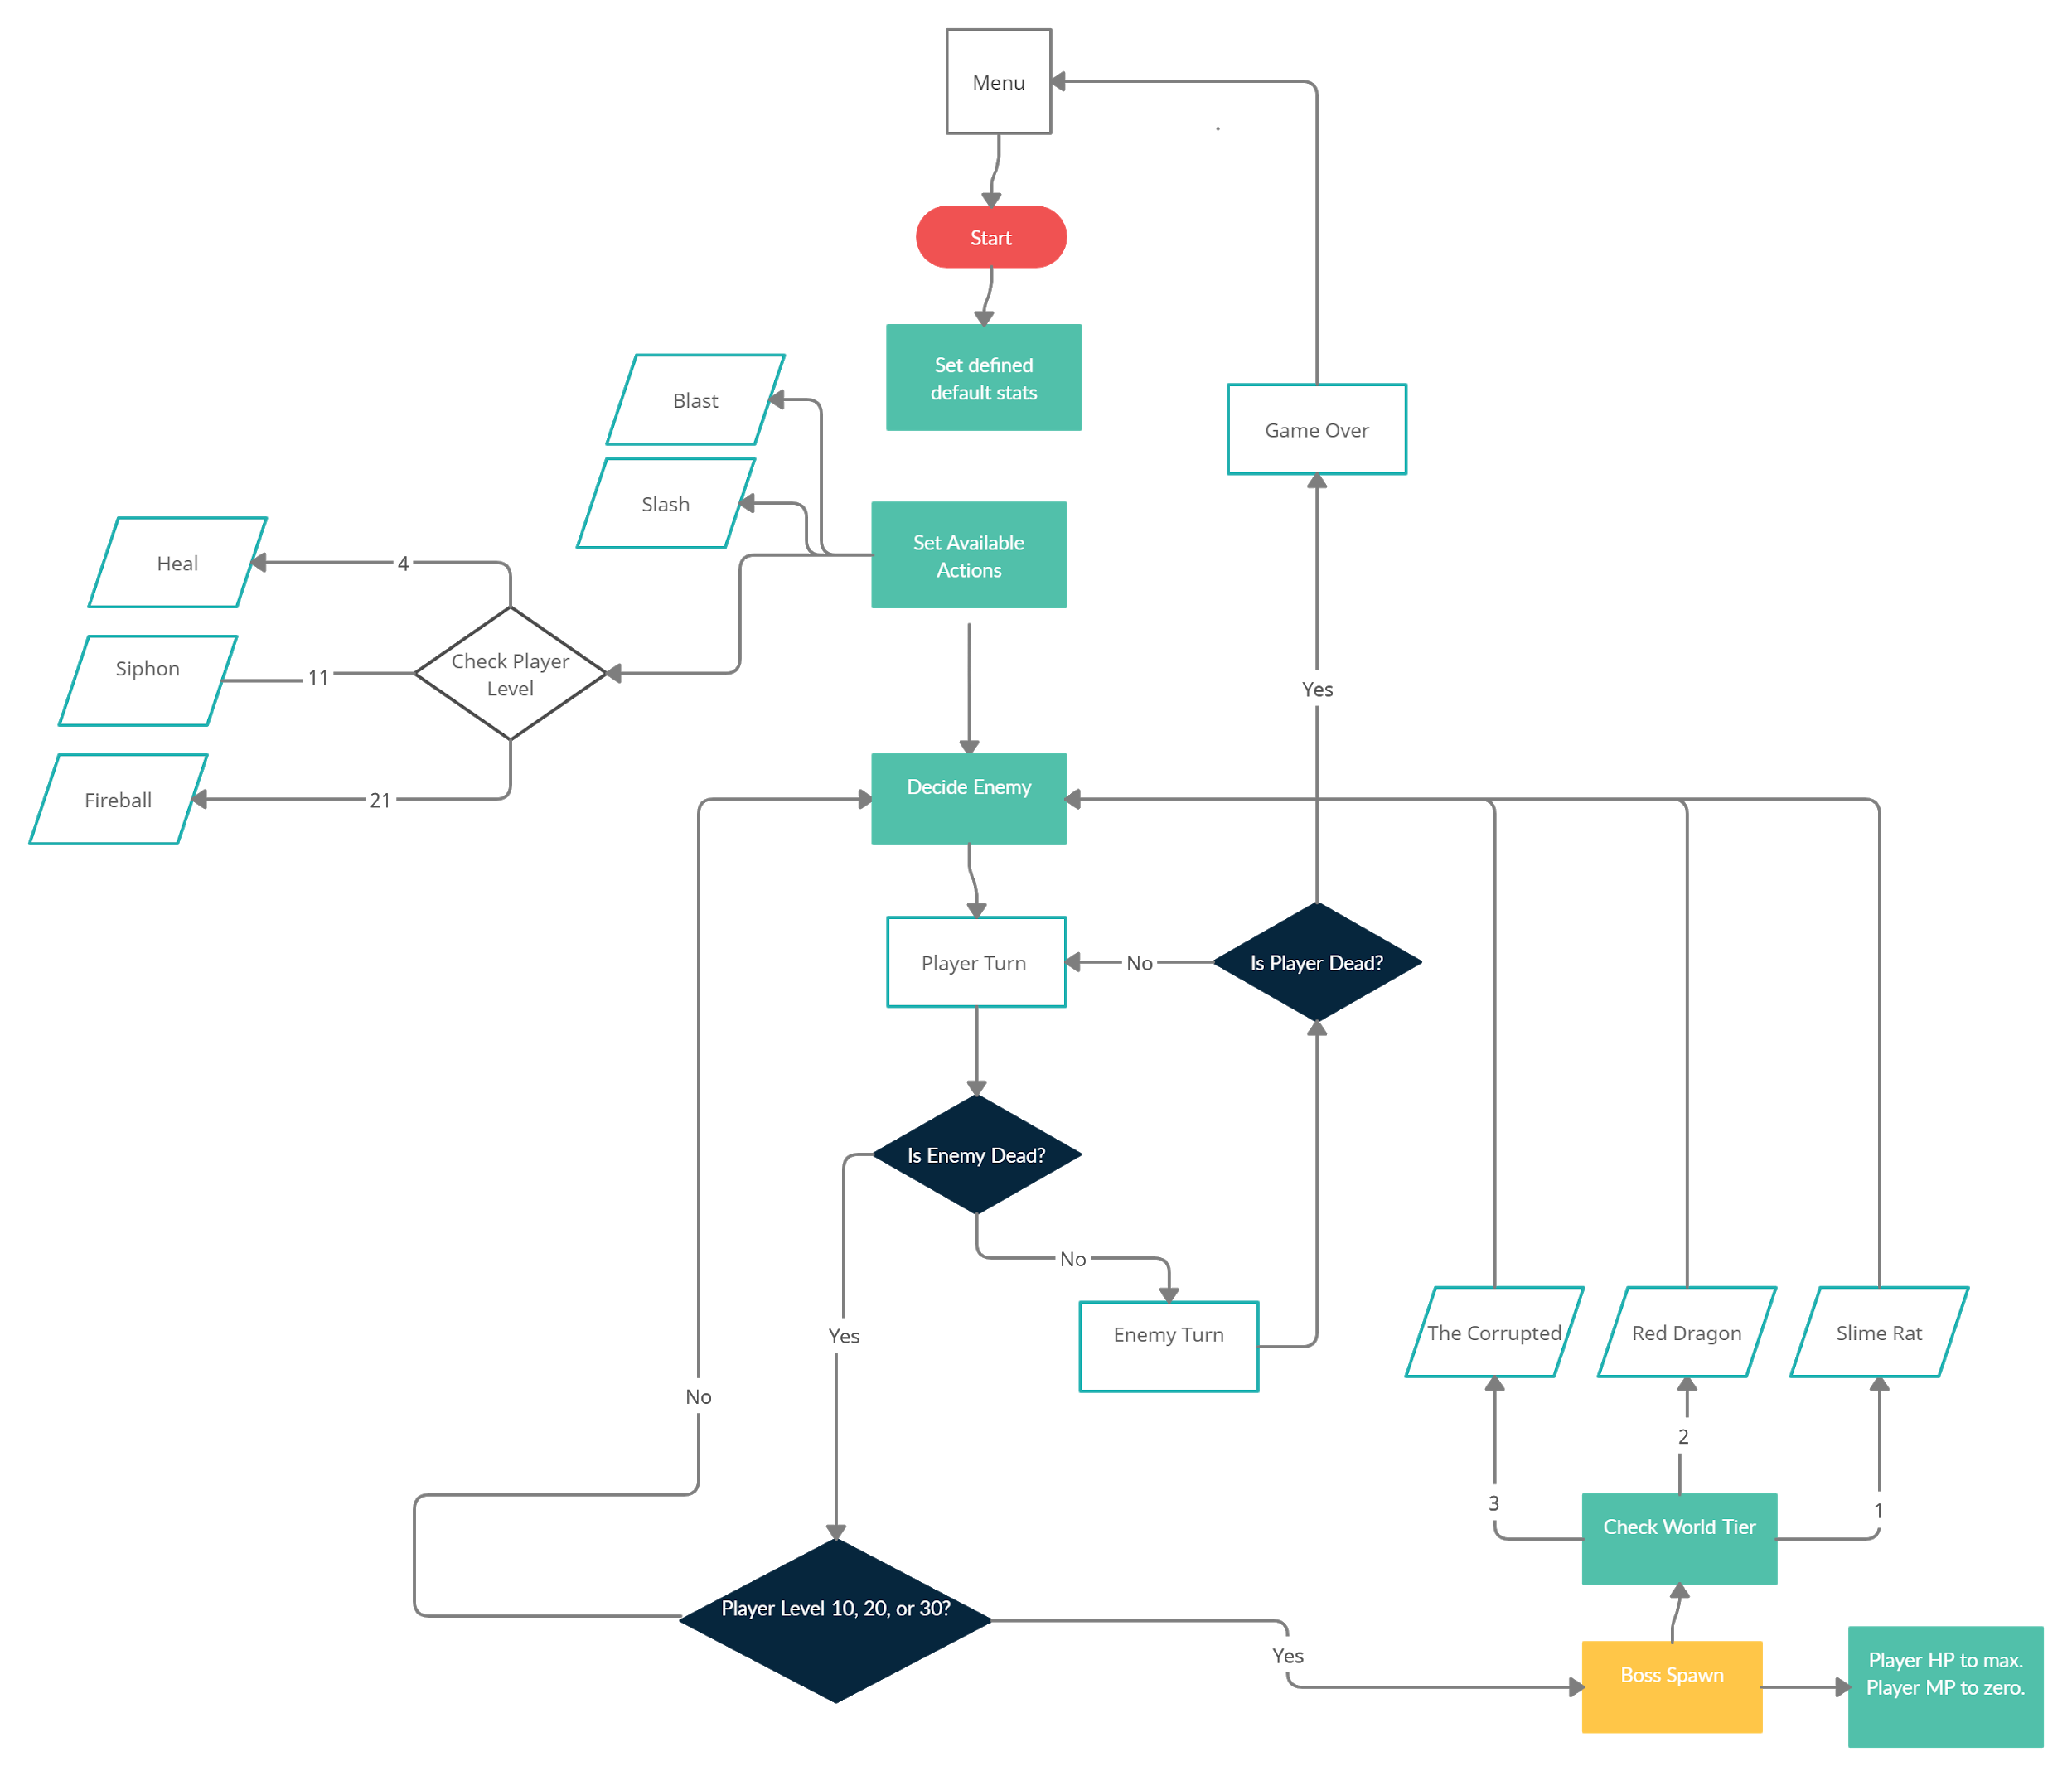 Menu
Start
Set defined
default stats
Blast
Game Over
Slash
Set Available
Actions
Heal
4
Check Player
Level
Siphon
11
Yes
Decide Enemy
Fireball
21
Player Turn
No
Is Player Dead?
Is Enemy Dead?
No
Yes
Enemy Turn
The Corrupted
Red Dragon
Slime Rat
No
2
3
1
Check World Tier
Player Level 10, 20, or 30?
Yes
Boss Spawn
Player HP to max.
Player MP to zero.